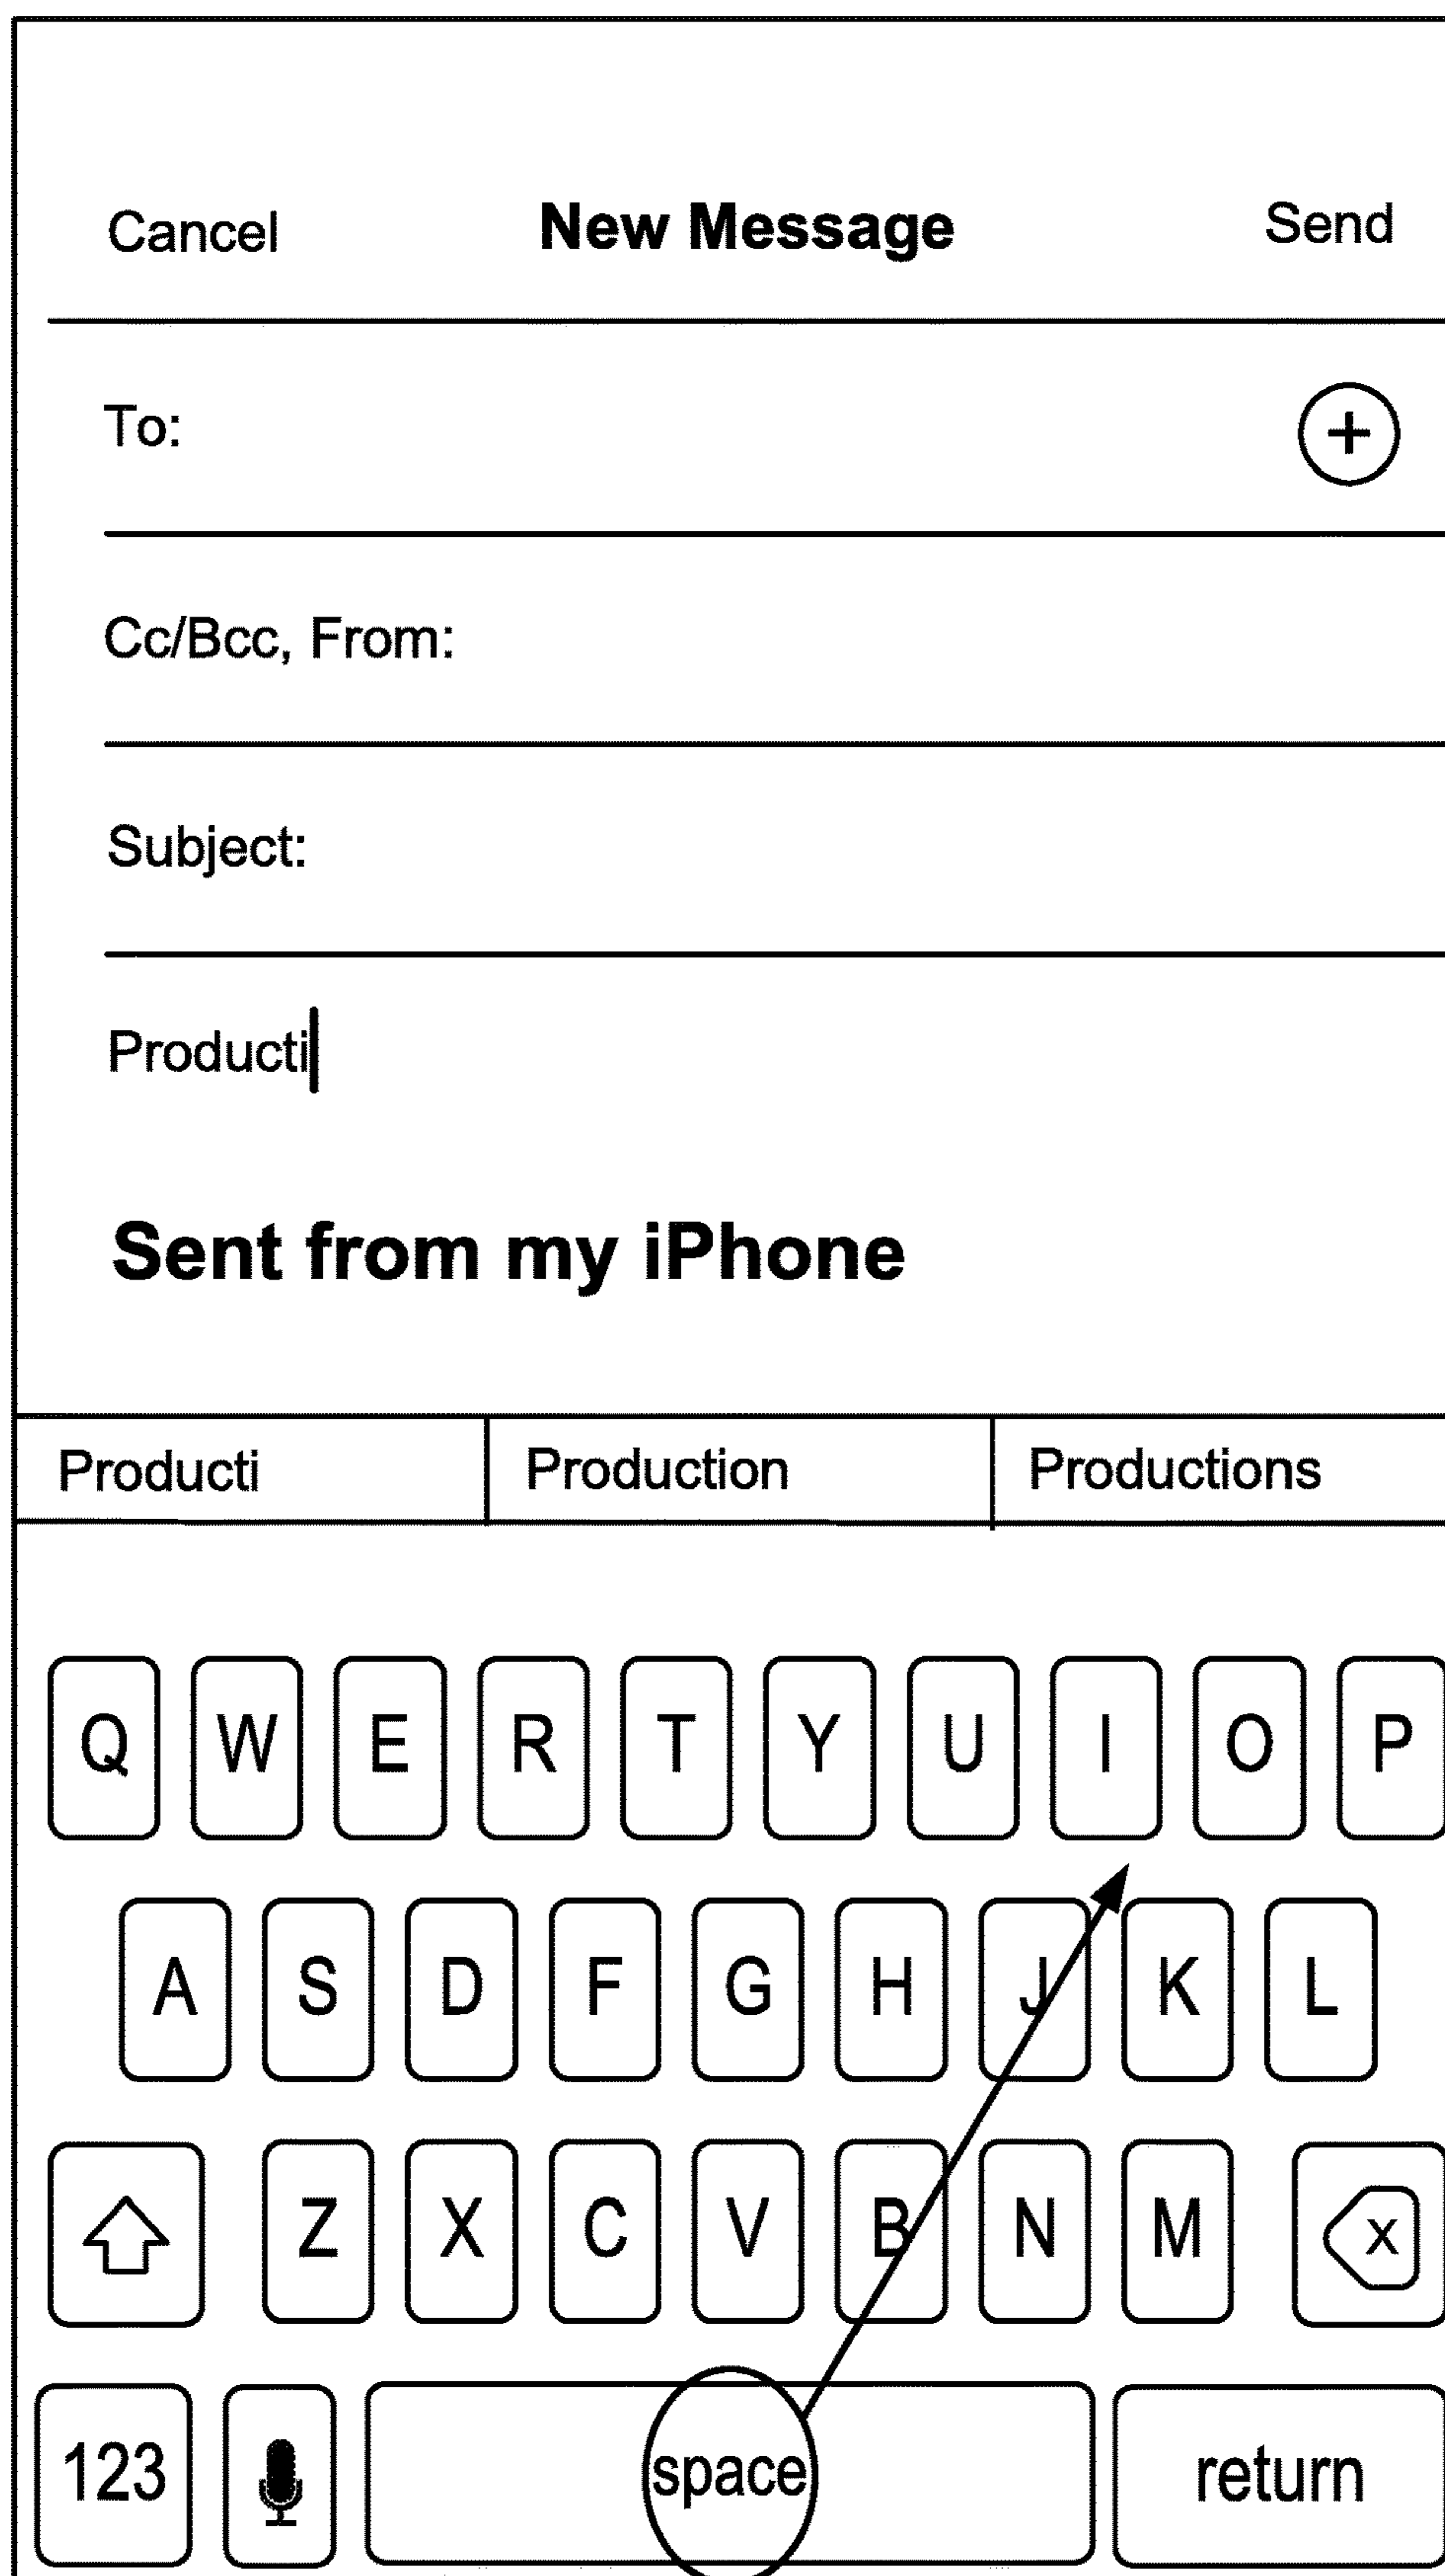 Cancel New Message Send
To: +
Cc/Bcc, From:
Subject:
Producti
Sent from my iPhone
Producti Production Productions
Q W E R T Y U I O P
A S D F G H J K L
Z X C V B N M X
123 space return